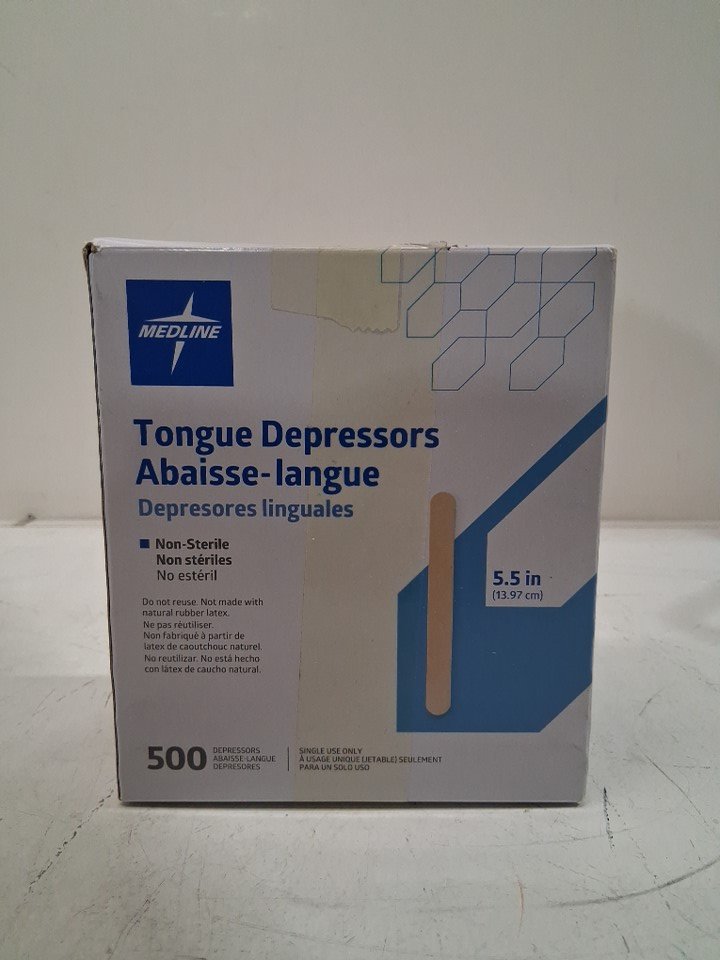 MEDLINE
Tongue Depressors
Abaisse-langue
Depresores linguales
Non-Sterile
Non stériles
No estéril
Do not reuse. Not made with
natural rubber latex.
Ne pas réutiliser.
Non fabriqué à partir de
latex de caoutchouc naturel.
No reutilizar. No está hecho
con látex de caucho natural.
5.5 in
(13.97 cm)
500
DEPRESSORS
ABAISSE-LANGUE
DEPRESORES
SINGLE USE ONLY
À USAGE UNIQUE (JETABLE) SEULEMENT
PARA UN SOLO USO